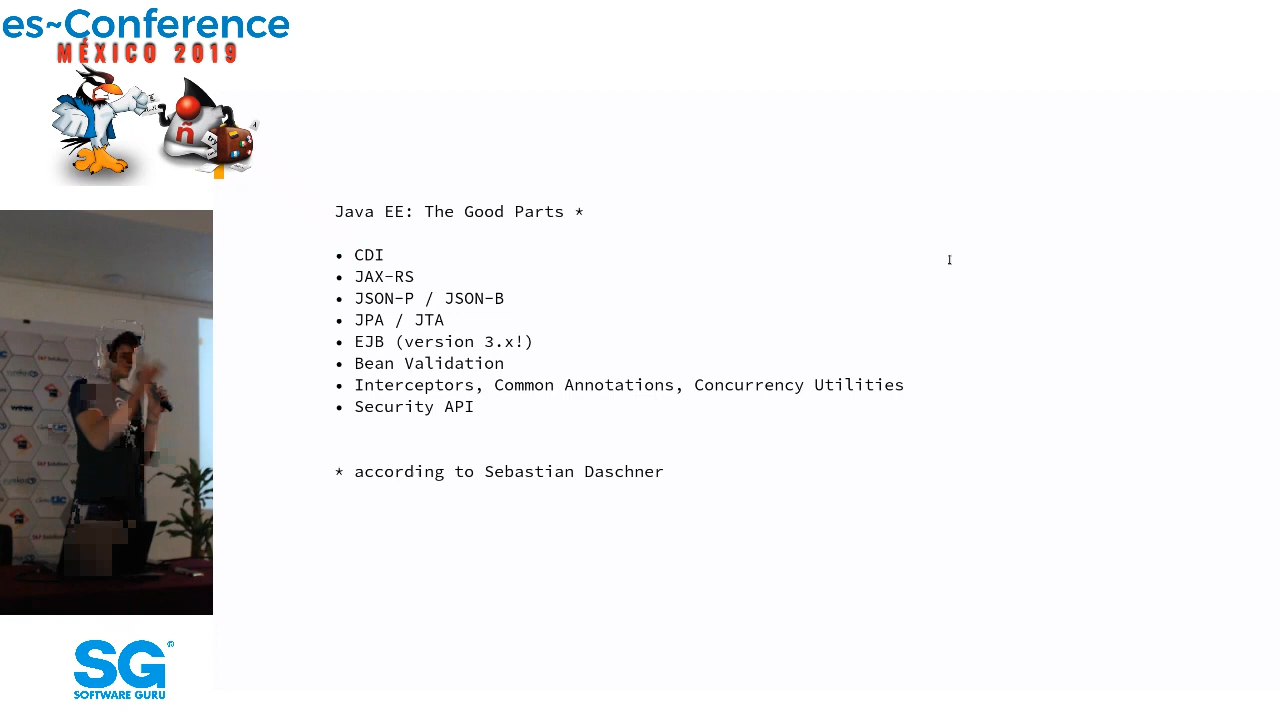 es~Conference
MÉXICO 2019
ñ
try
Java EE: The Good Parts *
• CDI
• JAX-RS
• JSON-P / JSON-B
• JPA / JTA
• EJB (version 3.x!)
• Bean Validation
• Interceptors, Common Annotations, Concurrency Utilities
• Security API
* according to Sebastian Daschner
SG®
SOFTWARE GURU